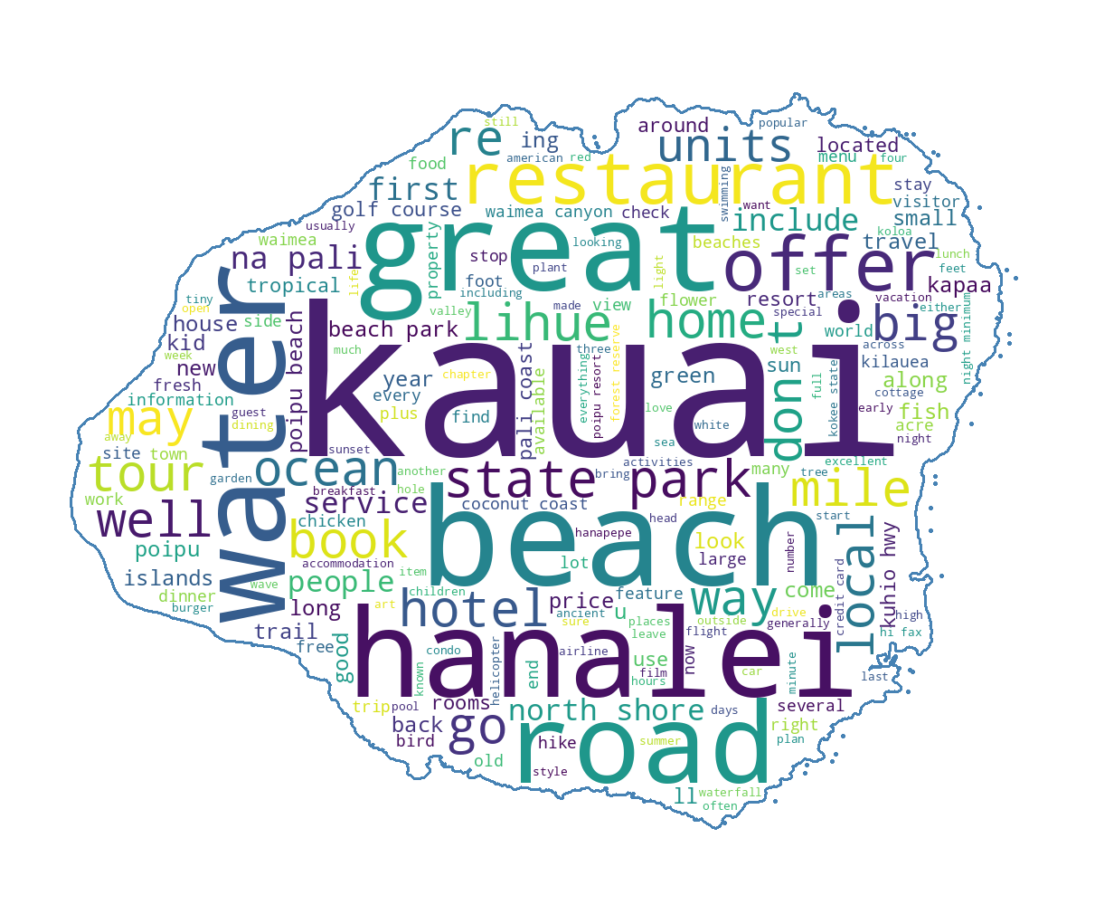 popular
still
around
re
ing
units
located
american
red
menu
four
food
restaurant
first
swimming
stay
golf course
waimea canyon
check
want
include
visitor
small
usually
great
koloa
waimea
na pali
property
stop
looking
beaches
offer
travel
lunch
tropical
life
foot
plant
light
set
feet
kapaa
including
view
flower
resort
areas
vacation
either
tiny
open
water
valley
made
special
house
side
beach park
lihue
home
don t
world
big
across
night minimum
kid
week
poipu beach
kauai
much
three
west
kilauea
new
pali coast
everything
poipu resort
forest reserve
sun
full
kokee state
along
year
chapter
green
cottage
fresh
every
available
love
early
information
may
guest
dining
plus
find
white
fish
acre
away
sea
night
site
town
sunset
ocean
another
state park
activities
many
excellent
tour
garden
bring
tree
work
breakfast
hole
range
mile
well
service
coconut coast
start
chicken
book
beach
head
hanapepe
look
number
local
kuhio hwy
poipu
accommodation
lot
large
islands
wave
people
item
children
feature
way
come
credit card
dinner
burger
long
art
hotel
price
ancient
u
places
outside
drive
high
trail
sure
leave
flight
generally
hi fax
free
good
condo
hanalei
airline
use
now
car
minute
last
known
helicopter
end
film
hours
trip
pool
rooms
north shore
days
several
back
go
road
right
bird
hike
summer
plan
old
style
ll
waterfall
often